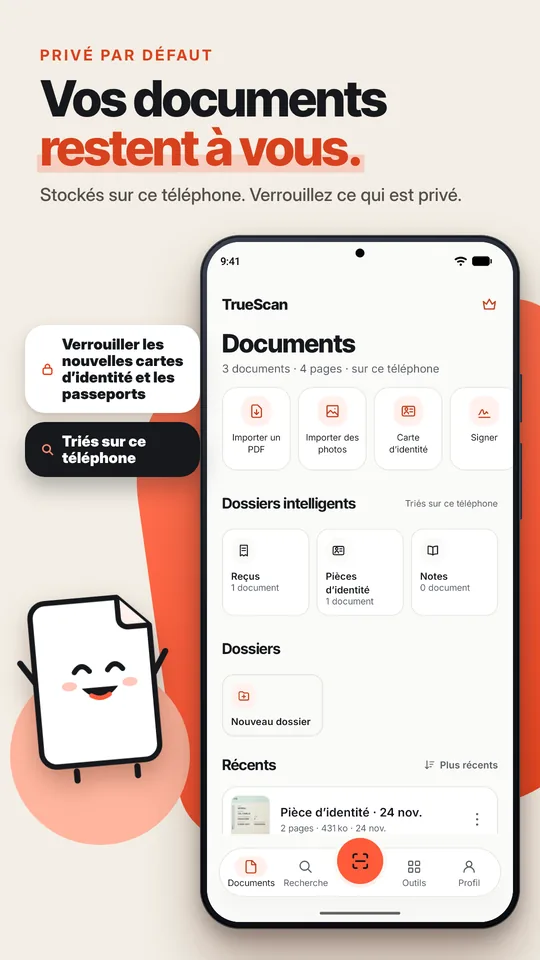 PRIVÉ PAR DÉFAUT
Vos documents
restent à vous.
Stockés sur ce téléphone. Verrouillez ce qui est privé.
9:41
TrueScan
Documents
3 documents · 4 pages · sur ce téléphone
Verrouiller les
nouvelles cartes
d'identité et les
passeports
Triés sur ce
téléphone
Importer un
PDF
Importer des
photos
Carte
d'identité
Signer
Dossiers intelligents
Triés sur ce téléphone
Reçus
1 document
Pièces
d'identité
1 document
Notes
0 document
Dossiers
Nouveau dossier
Récents
Plus récents
Pièce d'identité · 24 nov.
2 pages · 431 ko · 24 nov.
Documents
Recherche
Outils
Profil